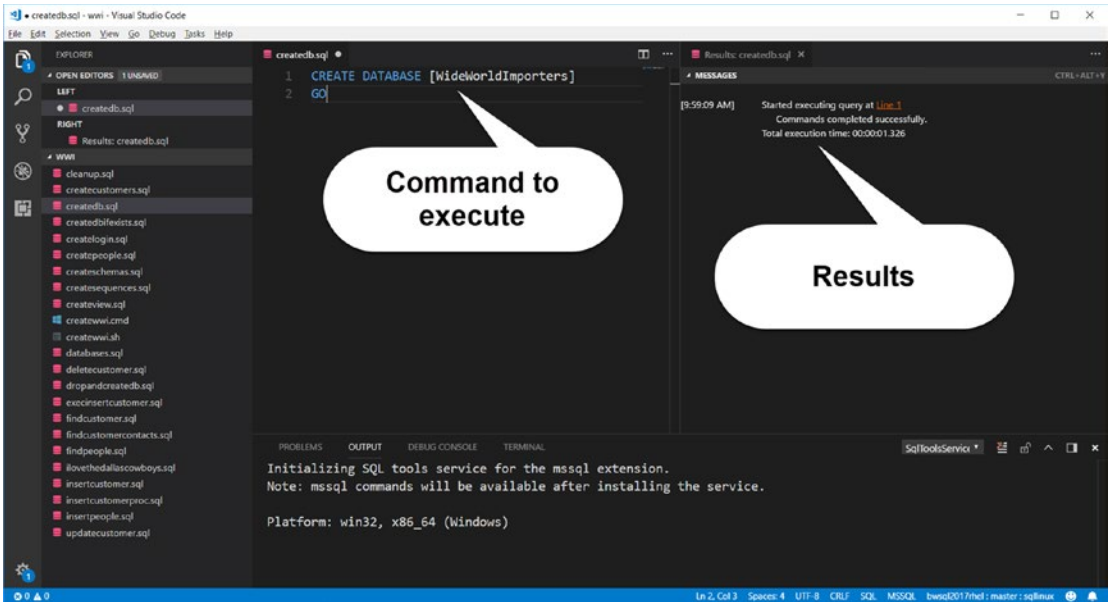 createdb.sql - wwi - Visual Studio Code
File Edit Selection View Go Debug Tasks Help
EXPLORER
OPEN EDITORS 1 UNSAVED
LEFT
createdb.sql
RIGHT
Results: createdb.sql
WWI
cleanup.sql
createcustomers.sql
createdb.sql
createdbifexists.sql
createlogin.sql
createpeople.sql
createschemas.sql
createsequences.sql
createview.sql
createwwi.cmd
createwwi.sh
databases.sql
deletecustomer.sql
dropandcreatedb.sql
execinsertcustomer.sql
findcustomer.sql
findcustomercontacts.sql
findpeople.sql
ilovethedallascowboys.sql
insertcustomer.sql
insertcustomerproc.sql
insertpeople.sql
updatecustomer.sql
createdb.sql
1 CREATE DATABASE [WideWorldImporters]
2 GO
Command to
execute
Results: createdb.sql
MESSAGES CTRL+ALT+Y
[9:59:09 AM] Started executing query at Line 1
Commands completed successfully.
Total execution time: 00:00:01.326
Results
PROBLEMS OUTPUT DEBUG CONSOLE TERMINAL SqlToolsService
Initializing SQL tools service for the mssql extension.
Note: mssql commands will be available after installing the service.
Platform: win32, x86_64 (Windows)
0 0 Ln 2, Col 3 Spaces: 4 UTF-8 CRLF SQL MSSQL bwsql2017rhel : master : sqllinux